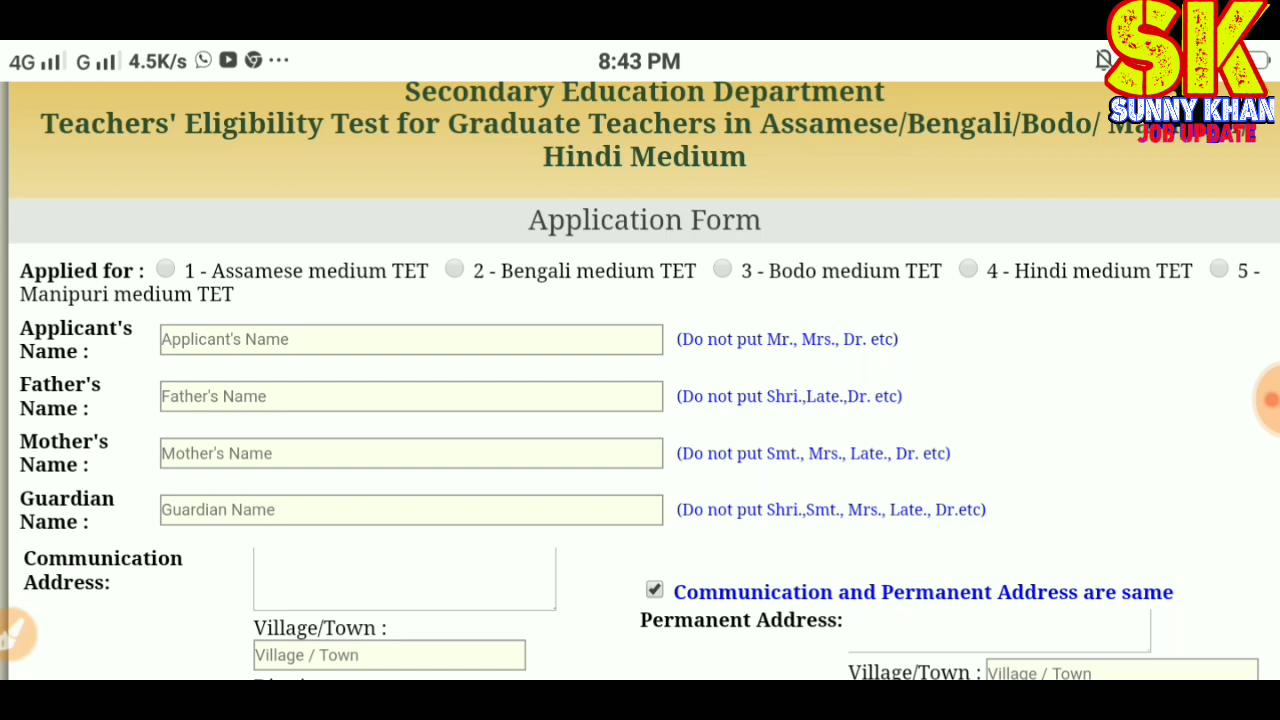 SK
SUNNY KHAN
JOB UPDATE
4G G 4.5K/s 8:43 PM
Secondary Education Department
Teachers' Eligibility Test for Graduate Teachers in Assamese/Bengali/Bodo/
Hindi Medium
Application Form
Applied for : 1 - Assamese medium TET 2 - Bengali medium TET 3 - Bodo medium TET 4 - Hindi medium TET 5 -
Manipuri medium TET
Applicant's
Name : Applicant's Name (Do not put Mr., Mrs., Dr. etc)
Father's
Name : Father's Name (Do not put Shri.,Late.,Dr. etc)
Mother's
Name : Mother's Name (Do not put Smt., Mrs., Late., Dr. etc)
Guardian
Name : Guardian Name (Do not put Shri.,Smt., Mrs., Late., Dr.etc)
Communication
Address:
Communication and Permanent Address are same
Permanent Address:
Village/Town :
Village / Town
Village/Town : Village / Town